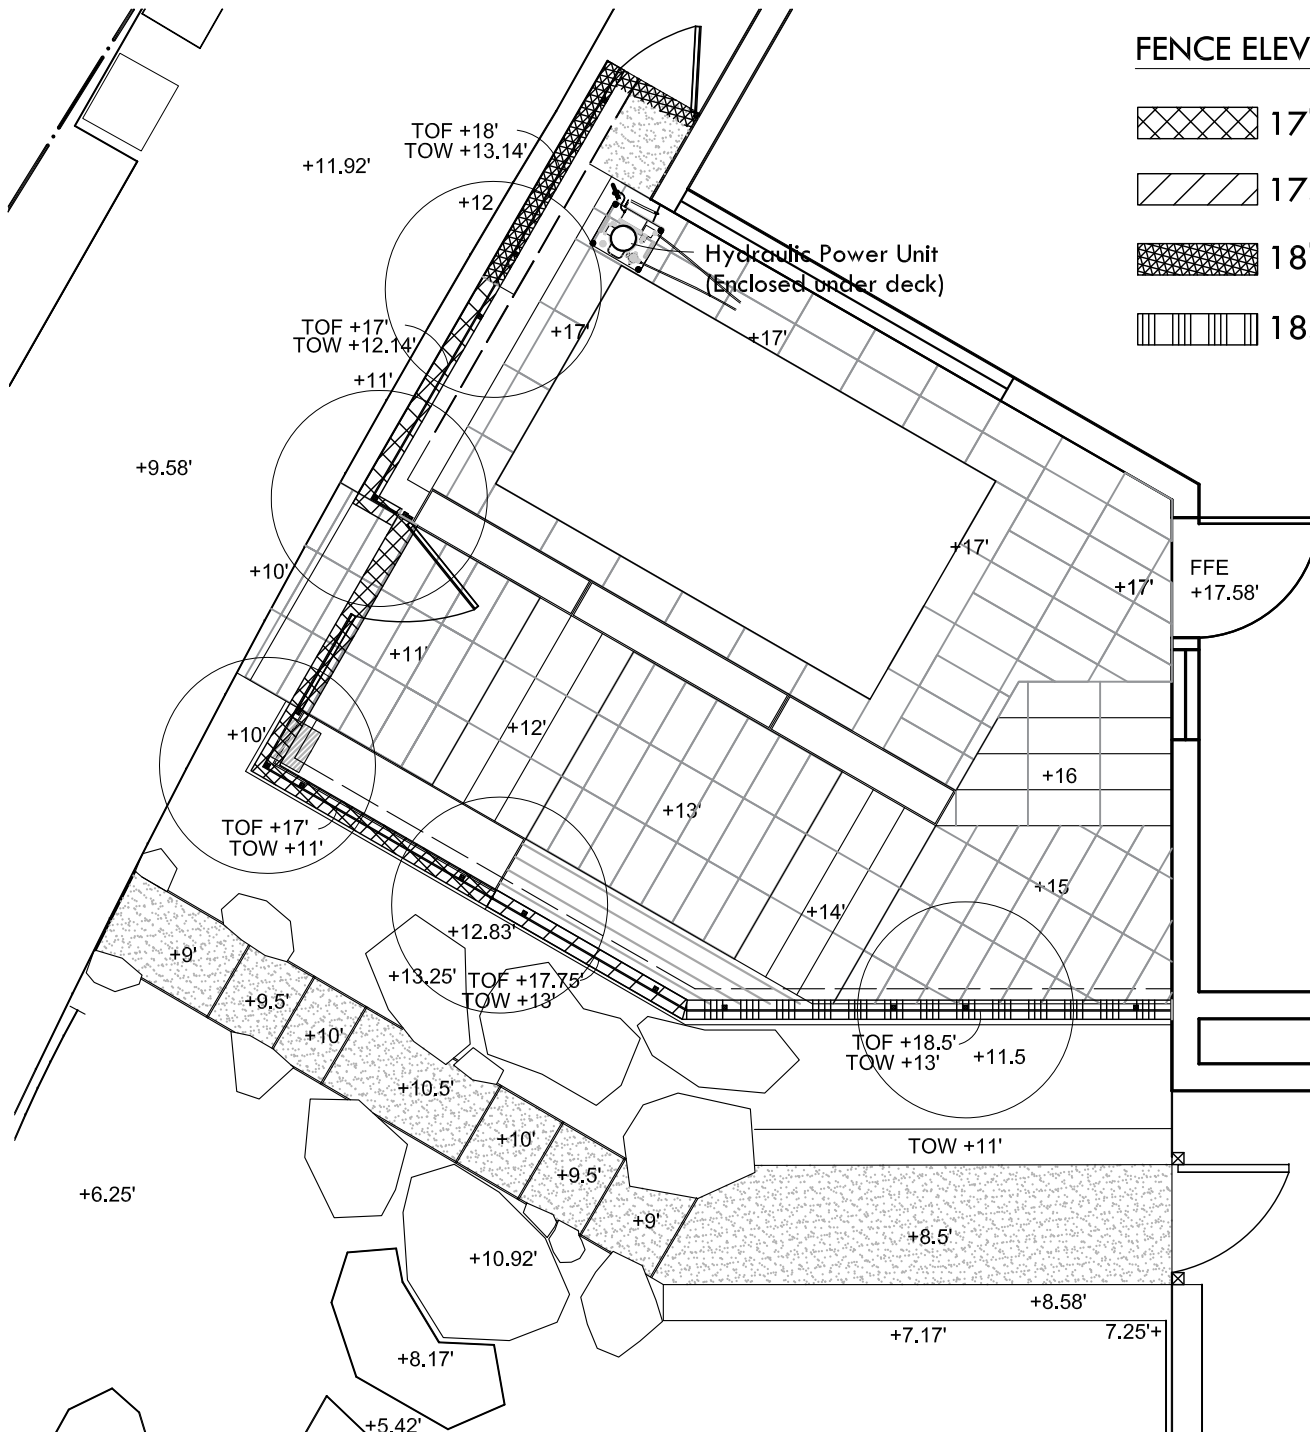 FENCE ELEV
17'
17
18'
18
TOF +18'
TOW +13.14'
+11.92'
+12
Hydraulic Power Unit
(Enclosed under deck)
TOF +17'
TOW +12.14'
+17'
+17'
+11'
+9.58'
+17'
+17'
FFE
+17.58'
+10'
+11'
+12'
+10'
+16
+13'
TOF +17'
TOW +11'
+15
+14'
+12.83'
+9'
+13.25'
TOF +17.75'
TOW +13'
+9.5'
+10'
TOF +18.5'
TOW +13'
+11.5
+10.5'
+10'
TOW +11'
+9.5'
+6.25'
+9'
+8.5'
+10.92'
+8.58'
+7.17'
7.25'+
+8.17'
+5.42'